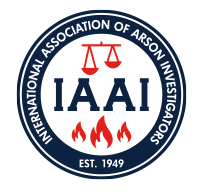 INTERNATIONAL ASSOCIATION OF ARSON INVESTIGATORS
IAAI
EST. 1949